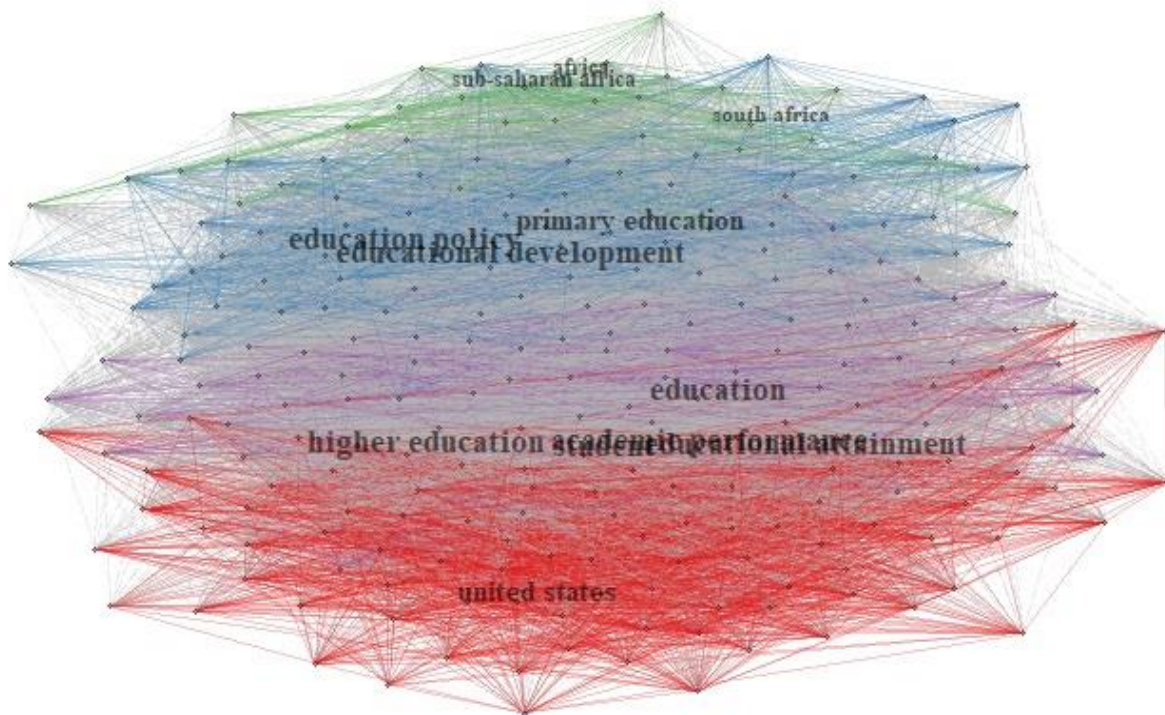 africa
sub-saharan africa
south africa
primary education
education policy
educational development
education
higher education
academic performance
student
educational attainment
united states